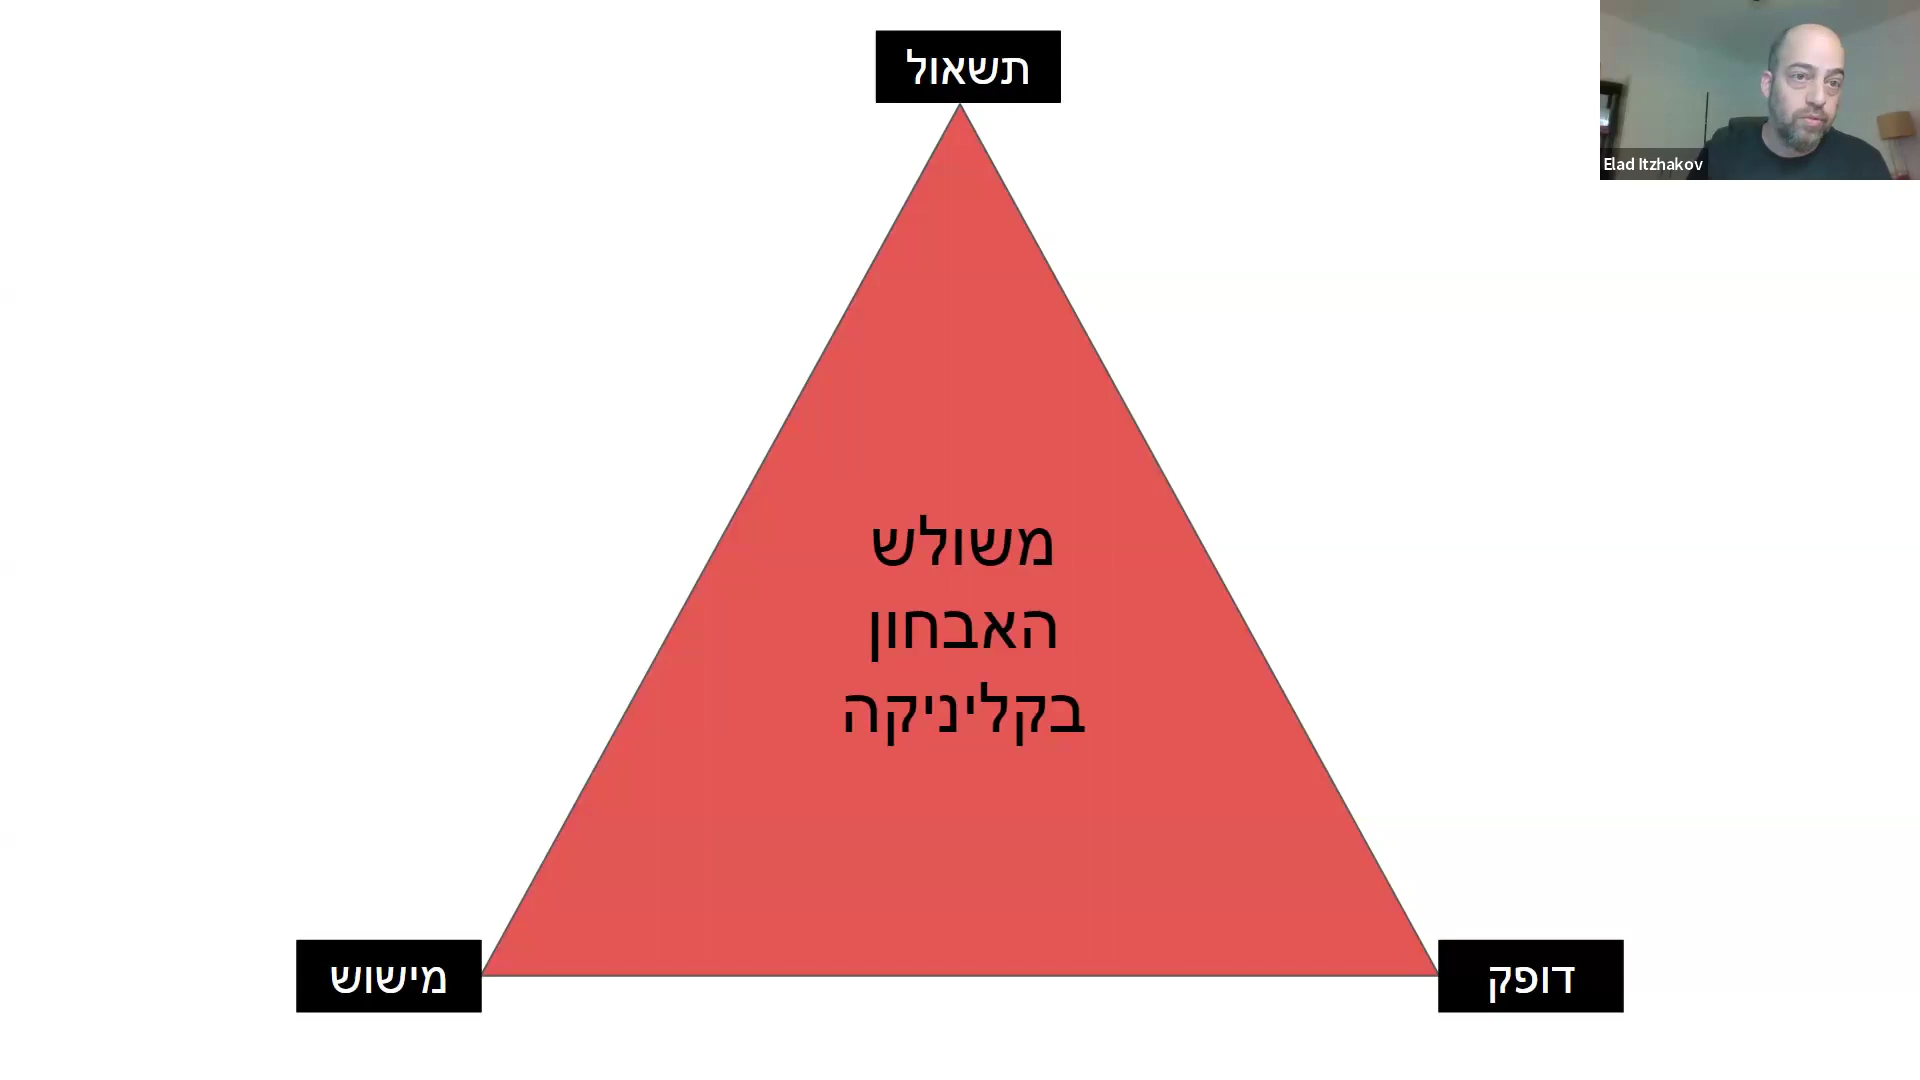 תשאול
Elad Itzhakov
משולש
האבחון
בקליניקה
דופק
מישוש